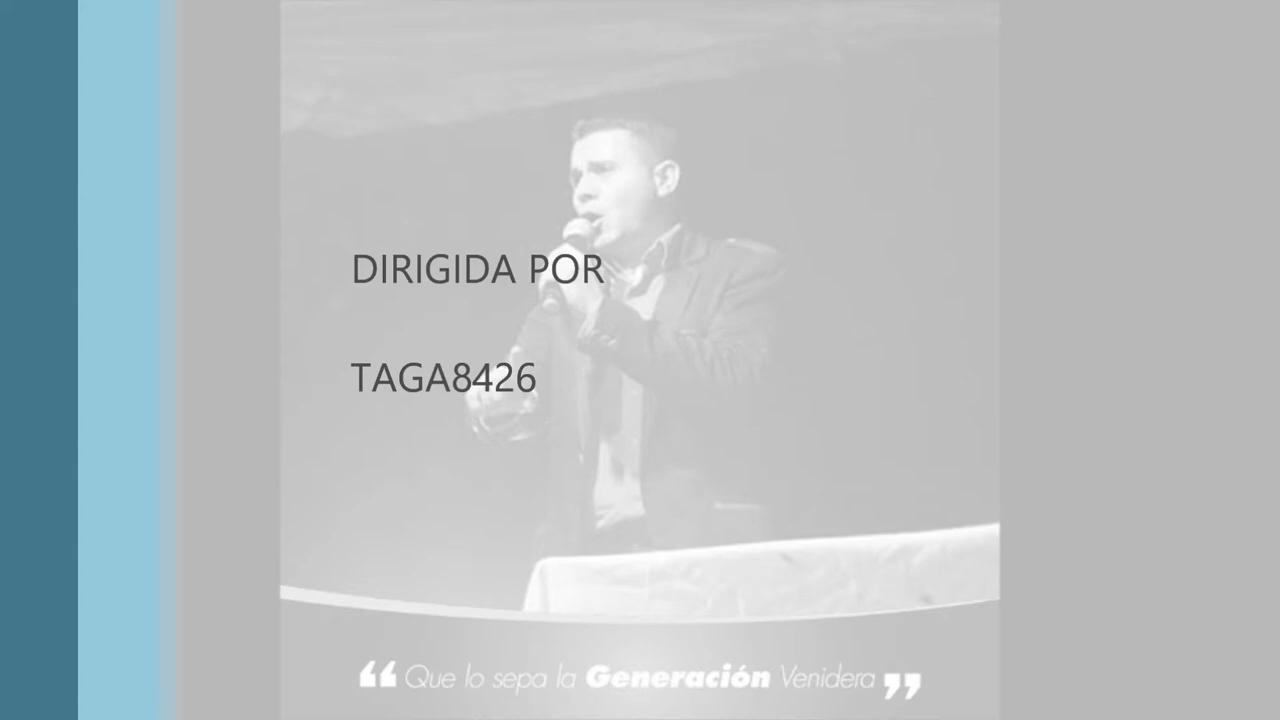 DIRIGIDA POR
TAGA8426
❝ Que lo sepa la Generación Venidera ❞